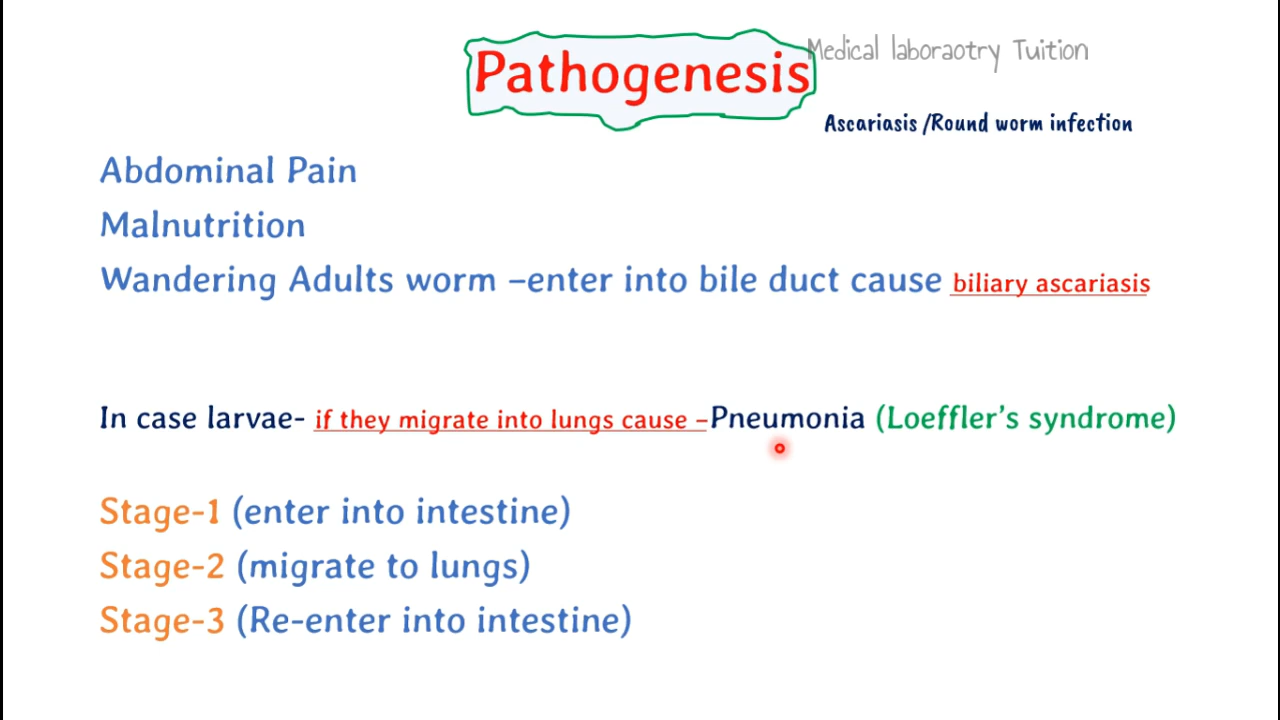 Pathogenesis
Medical laboraotry Tuition
Ascariasis /Round worm infection
Abdominal Pain
Malnutrition
Wandering Adults worm –enter into bile duct cause biliary ascariasis
In case larvae- if they migrate into lungs cause –Pneumonia (Loeffler’s syndrome)
Stage-1 (enter into intestine)
Stage-2 (migrate to lungs)
Stage-3 (Re-enter into intestine)